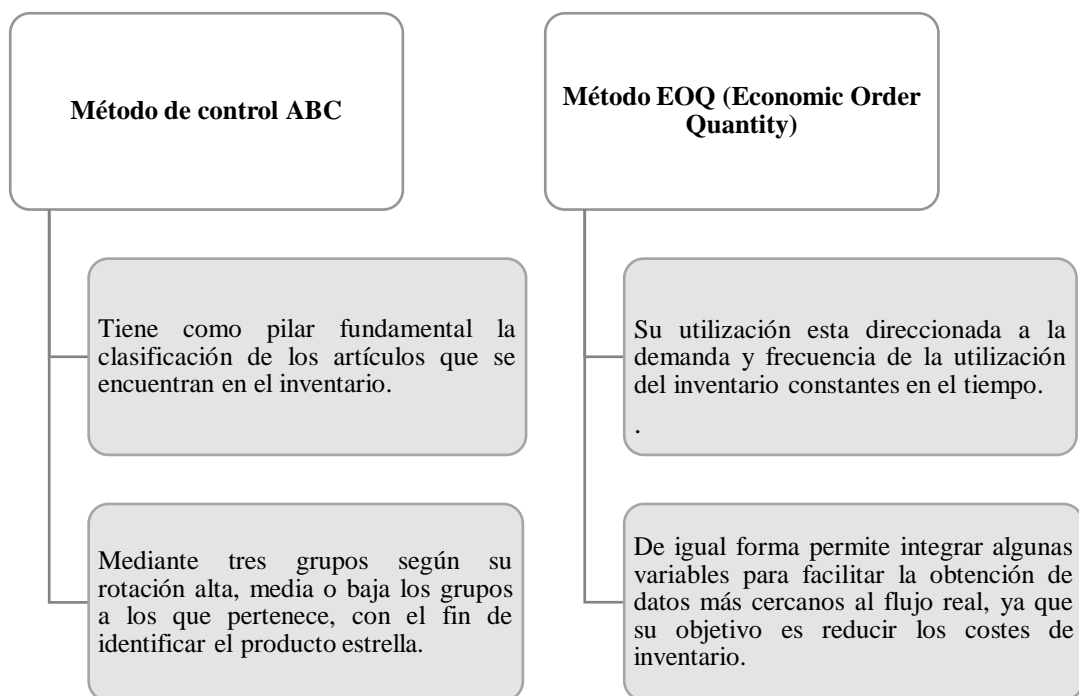 Método de control ABC
Tiene como pilar fundamental la
clasificación de los artículos que se
encuentran en el inventario.
Mediante tres grupos según su
rotación alta, media o baja los grupos
a los que pertenece, con el fin de
identificar el producto estrella.
Método EOQ (Economic Order
Quantity)
Su utilización esta direccionada a la
demanda y frecuencia de la utilización
del inventario constantes en el tiempo.
.
De igual forma permite integrar algunas
variables para facilitar la obtención de
datos más cercanos al flujo real, ya que
su objetivo es reducir los costes de
inventario.